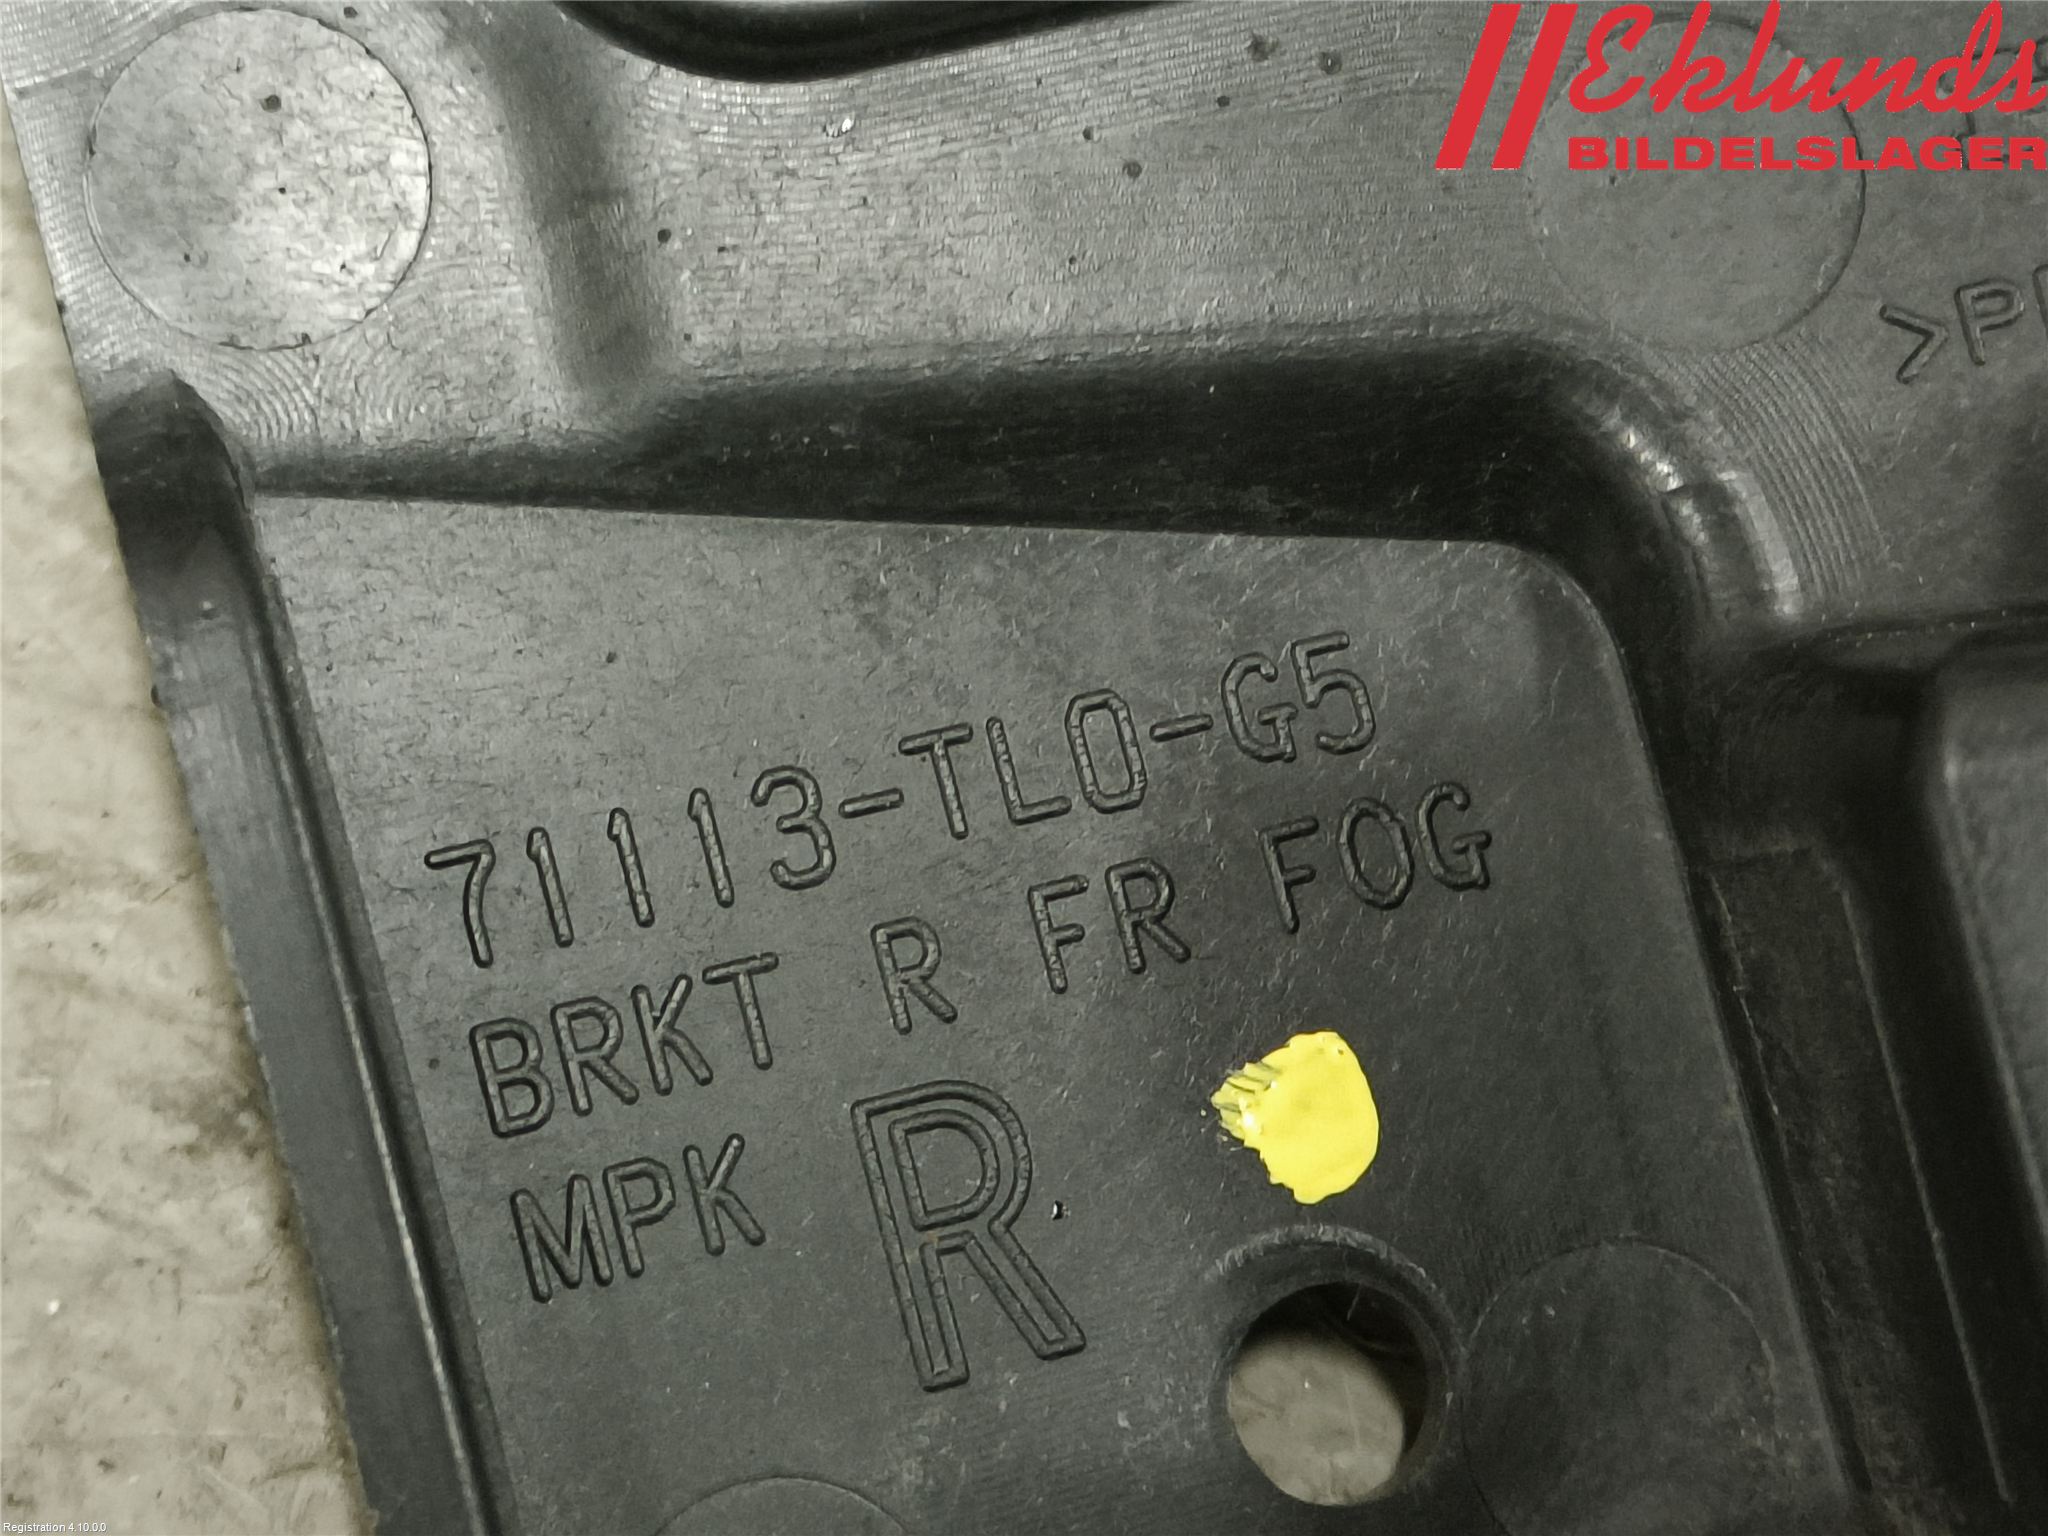 Eklunds
BILDELSLAGER
71113-TL0-G5
BRKT R FR FOG
MPK
R
Registration 4.10.0.0